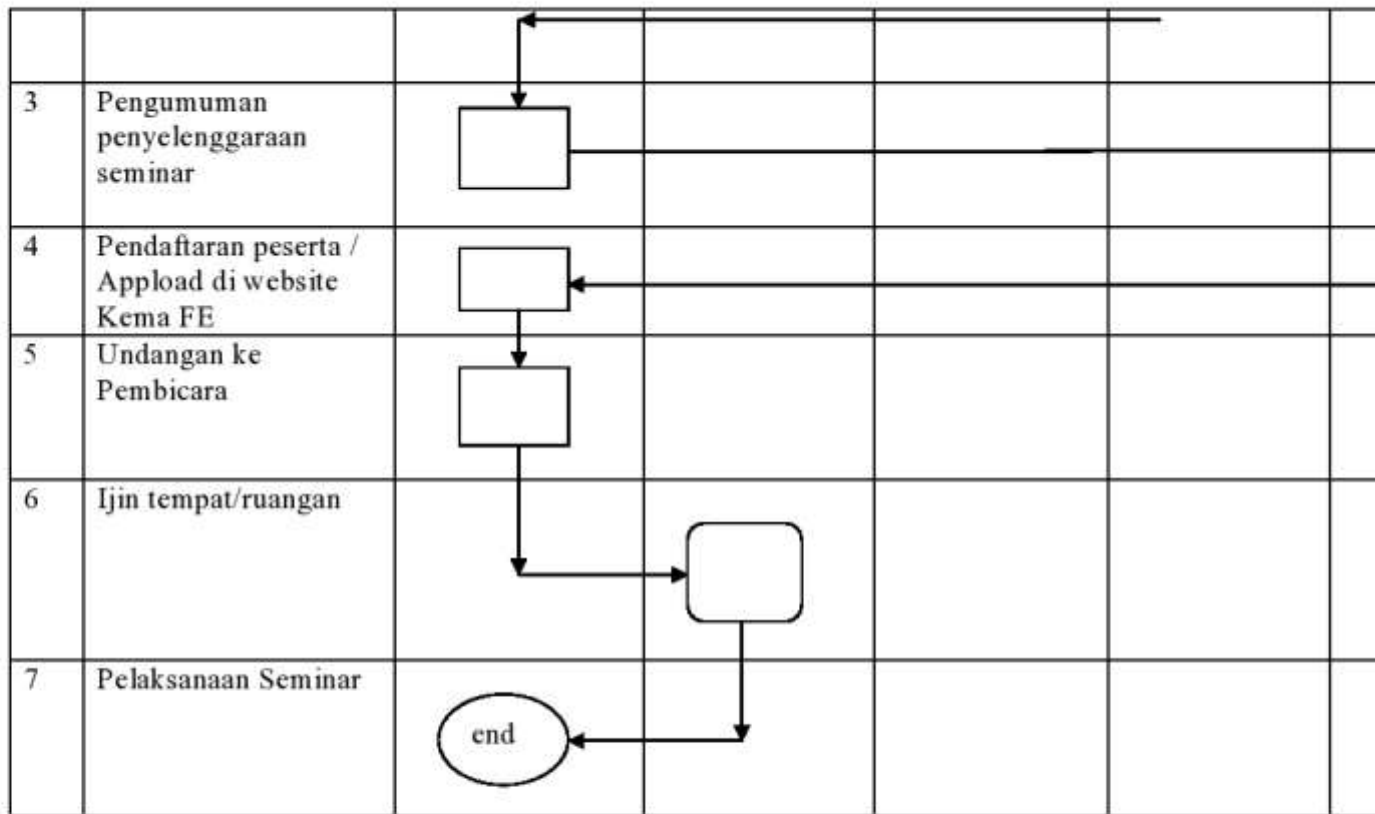 3 Pengumuman
penyelenggaraan
seminar
4 Pendaftaran peserta /
Appload di website
Kema FE
5 Undangan ke
Pembicara
6 Ijin tempat/ruangan
7 Pelaksanaan Seminar
end